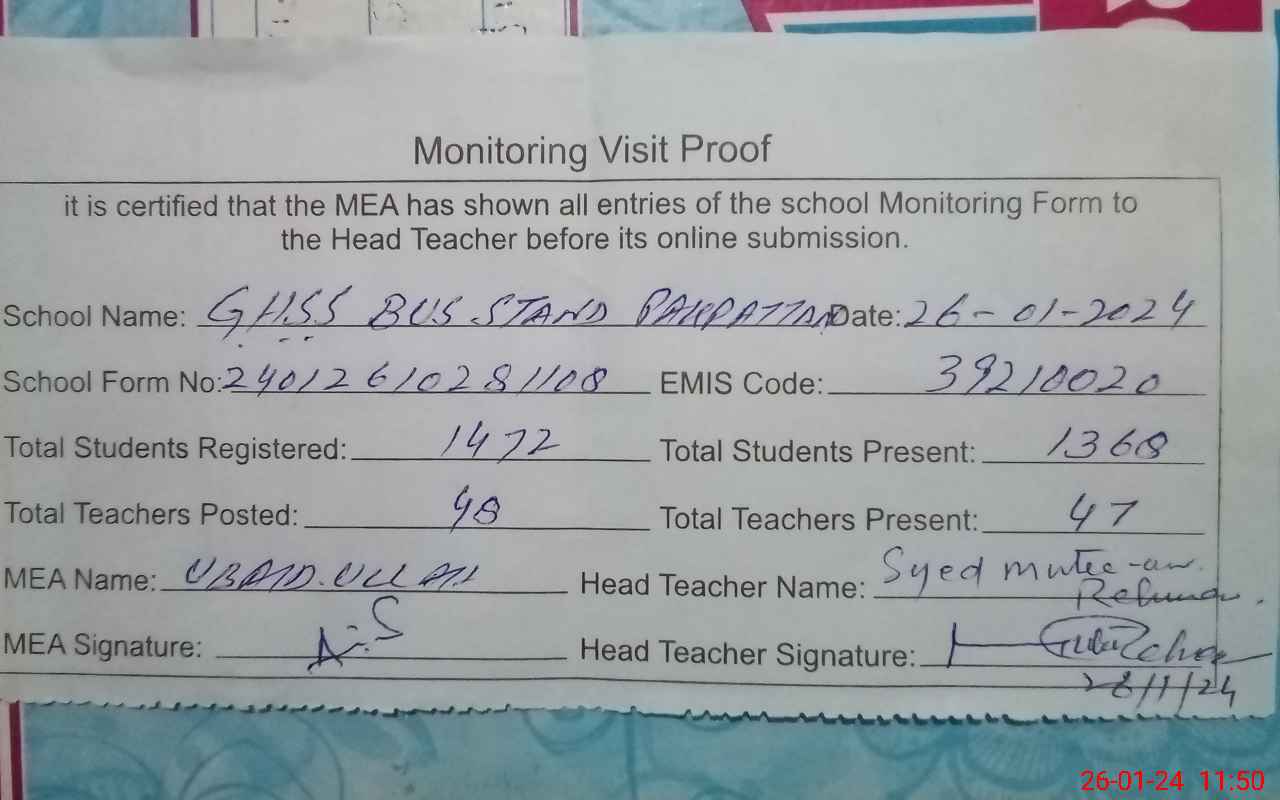 Monitoring Visit Proof
it is certified that the MEA has shown all entries of the school Monitoring Form to
the Head Teacher before its online submission.
School Name: GHSS BUS STAND PAKPATTAN Date: 26-01-2024
School Form No: 24012610281108 EMIS Code: 39210020
Total Students Registered: 1472 Total Students Present: 1368
Total Teachers Posted: 48 Total Teachers Present: 47
MEA Name: UBAID.ULLAH Head Teacher Name: Syed mutee-ur
Rehman.
MEA Signature: Head Teacher Signature:
26/1/24
26-01-24 11:50